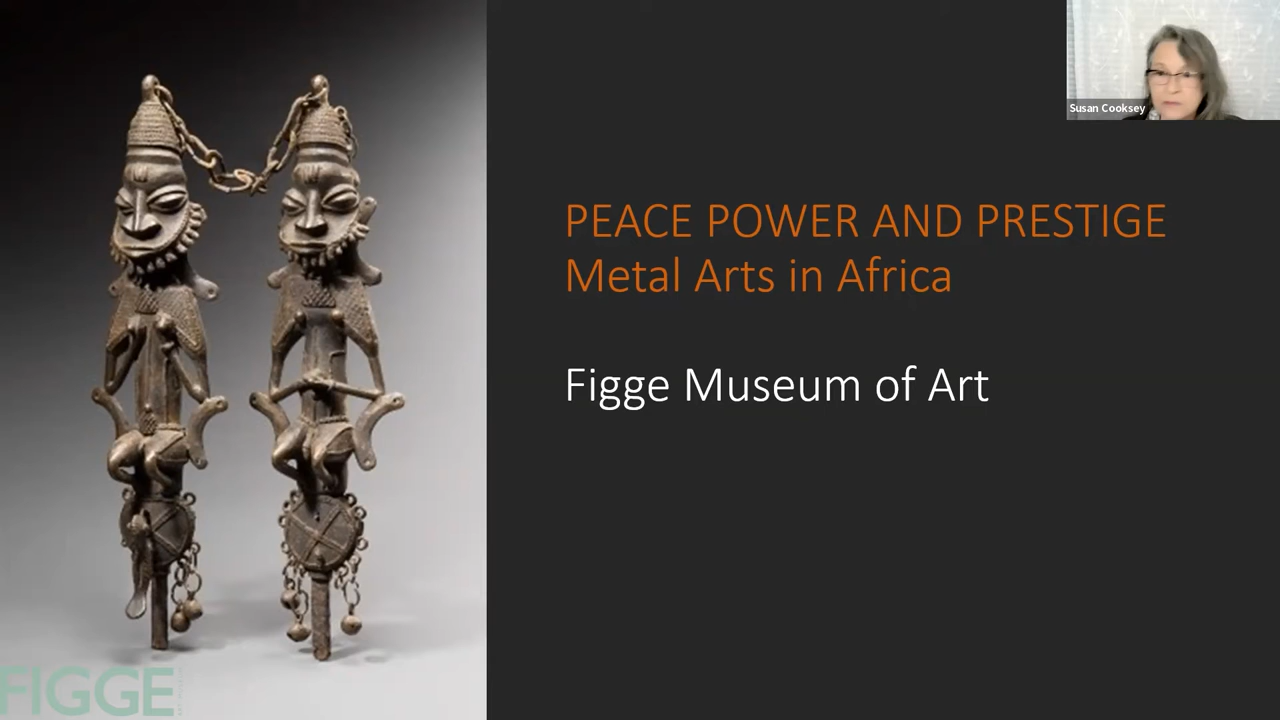 Susan Cooksey
PEACE POWER AND PRESTIGE
Metal Arts in Africa
Figge Museum of Art
FIGGE